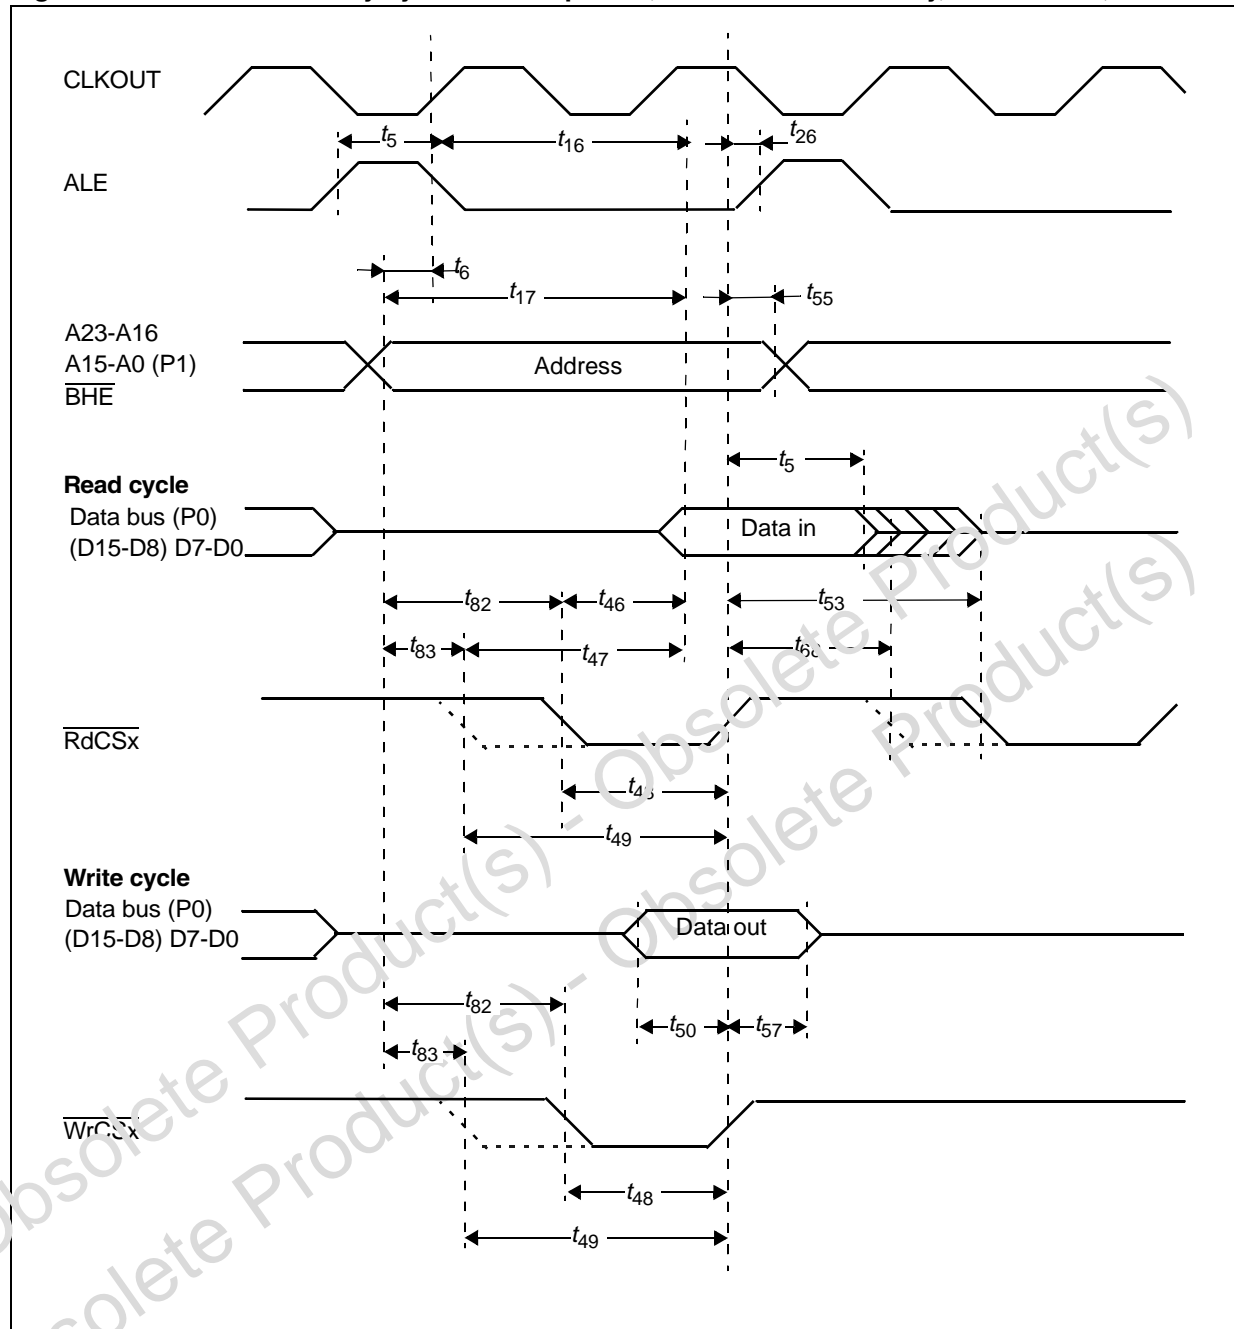 CLKOUT
t5
t16
t26
ALE
t6
t17
t55
A23-A16
A15-A0 (P1)
BHE
Address
t5
Read cycle
Data bus (P0)
(D15-D8) D7-D0
Data in
t82
t46
t53
t83
t47
t68
RdCSx
t48
t49
Write cycle
Data bus (P0)
(D15-D8) D7-D0
Data out
t82
t50
t57
t83
WrCSx
t48
t49
Obsolete Product(s) - Obsolete Product(s)
Obsolete Product(s) - Obsolete Product(s)